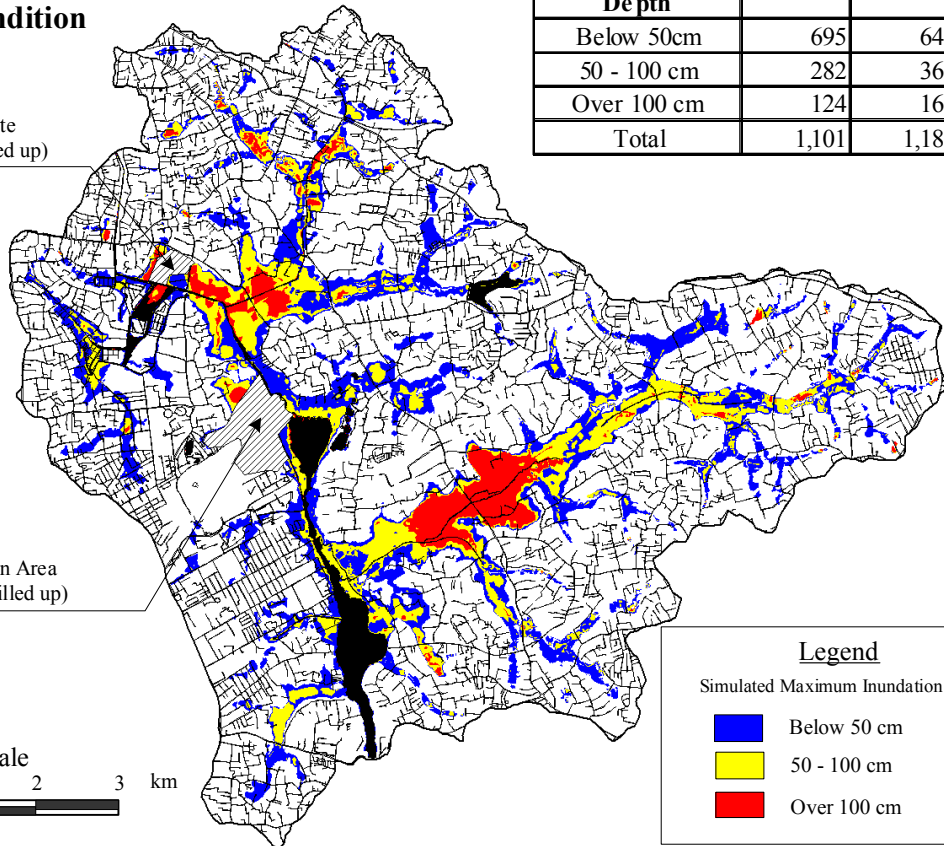 ndition
Depth
Below 50cm 695 64
50 - 100 cm 282 36
Over 100 cm 124 16
Total 1,101 1,18
te
ed up)
n Area
illed up)
Legend
Simulated Maximum Inundation
Below 50 cm
50 - 100 cm
Over 100 cm
ale
2 3 km